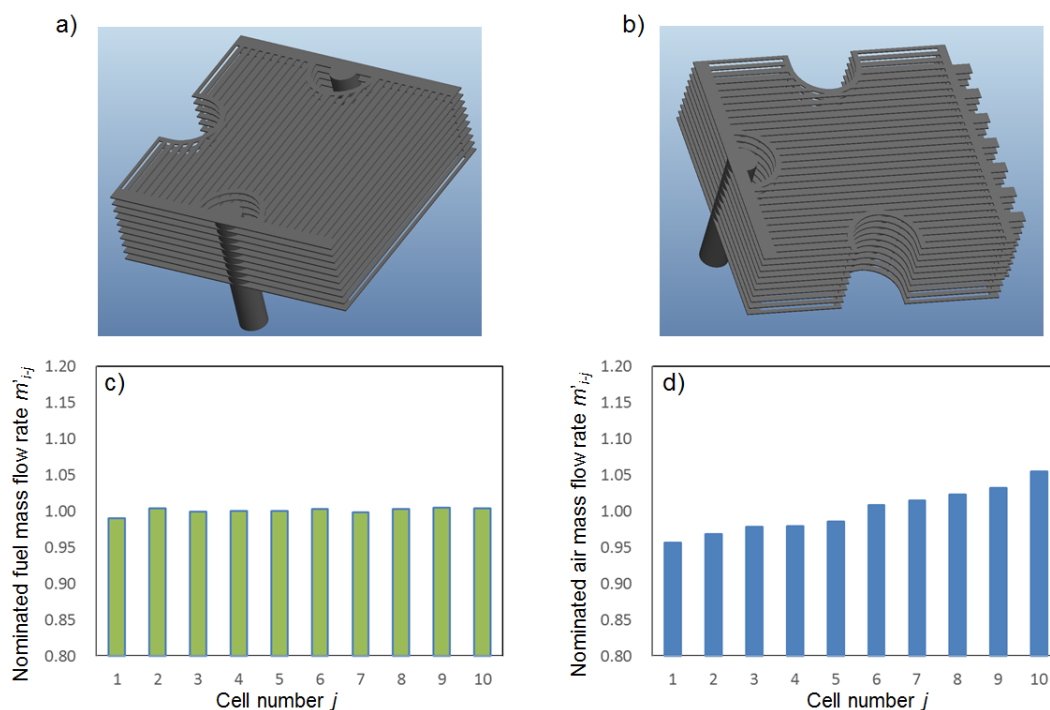 a)
b)
c)
Nominated fuel mass flow rate m'i-j
1.20
1.15
1.10
1.05
1.00
0.95
0.90
0.85
0.80
1 2 3 4 5 6 7 8 9 10
Cell number j
d)
Nominated air mass flow rate m'i-j
1.20
1.15
1.10
1.05
1.00
0.95
0.90
0.85
0.80
1 2 3 4 5 6 7 8 9 10
Cell number j